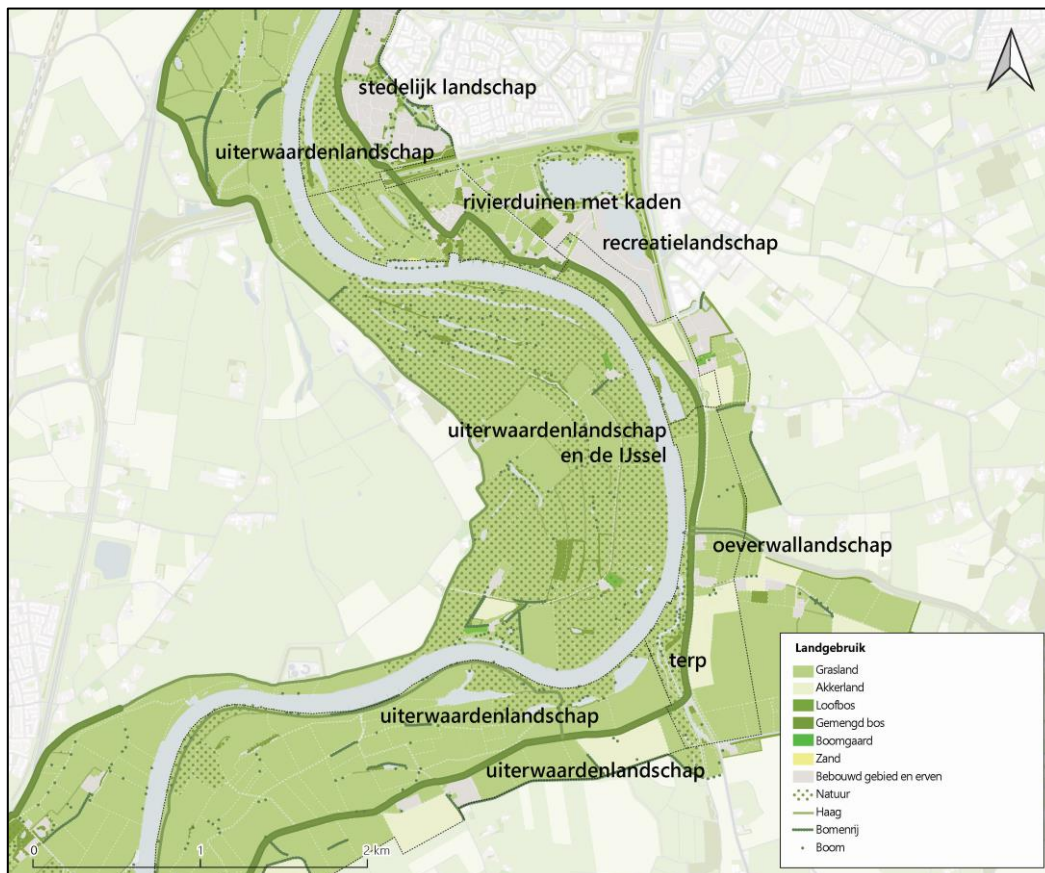 stedelijk landschap
uiterwaardenlandschap
rivierduinen met kaden
recreatielandschap
uiterwaardenlandschap
en de IJssel
oeverwallandschap
terp
uiterwaardenlandschap
uiterwaardenlandschap
Landgebruik
Grasland
Akkerland
Loofbos
Gemengd bos
Boomgaard
Zand
Bebouwd gebied en erven
Natuur
Haag
Bomenrij
Boom
0 1 2 km